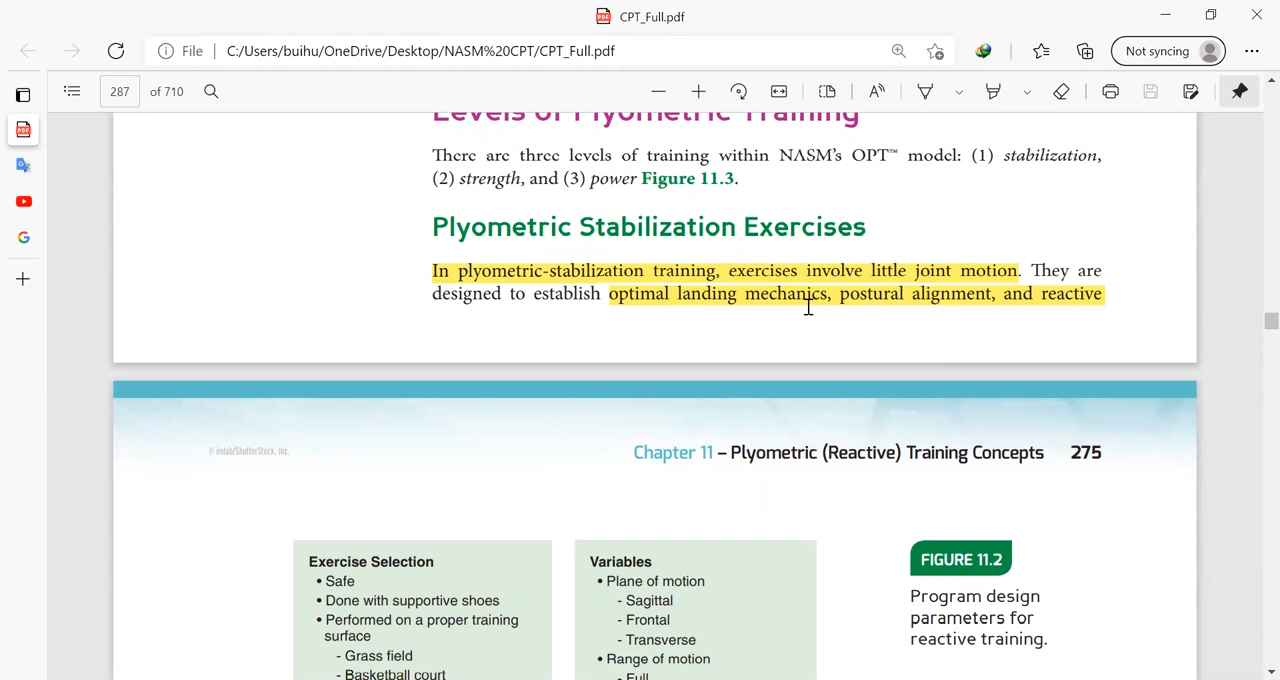 CPT_Full.pdf
File
C:/Users/buihu/OneDrive/Desktop/NASM%20CPT/CPT_Full.pdf
Not syncing
287 of 710
Levels of Plyometric Training
There are three levels of training within NASM's OPT™ model: (1) stabilization,
(2) strength, and (3) power Figure 11.3.
Plyometric Stabilization Exercises
In plyometric-stabilization training, exercises involve little joint motion. They are
designed to establish optimal landing mechanics, postural alignment, and reactive
© ifolab/ShutterStock, Inc.
Chapter 11 – Plyometric (Reactive) Training Concepts 275
Exercise Selection
• Safe
• Done with supportive shoes
• Performed on a proper training
surface
- Grass field
- Basketball court
Variables
• Plane of motion
- Sagittal
- Frontal
- Transverse
• Range of motion
- Full
FIGURE 11.2
Program design
parameters for
reactive training.